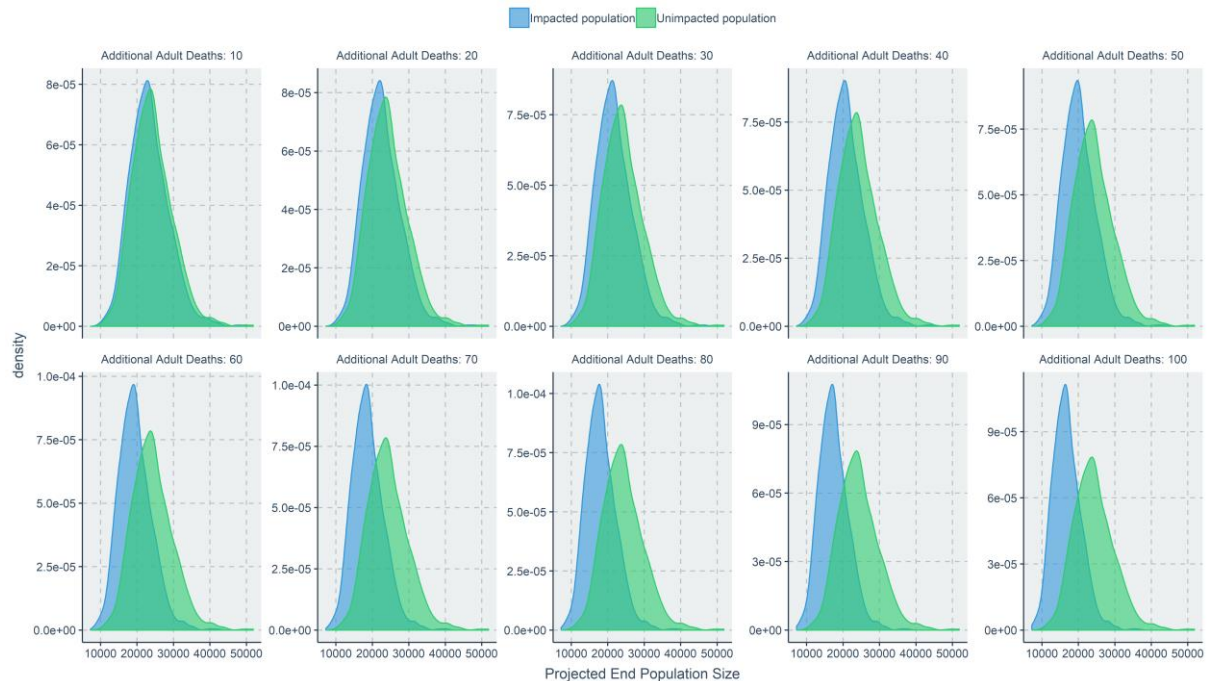 Impacted population Unimpacted population
Additional Adult Deaths: 10
Additional Adult Deaths: 20
Additional Adult Deaths: 30
Additional Adult Deaths: 40
Additional Adult Deaths: 50
8e-05
6e-05
4e-05
2e-05
0e+00
8e-05
6e-05
4e-05
2e-05
0e+00
7.5e-05
5.0e-05
2.5e-05
0.0e+00
7.5e-05
5.0e-05
2.5e-05
0.0e+00
7.5e-05
5.0e-05
2.5e-05
0.0e+00
density
Additional Adult Deaths: 60
Additional Adult Deaths: 70
Additional Adult Deaths: 80
Additional Adult Deaths: 90
Additional Adult Deaths: 100
1.0e-04
7.5e-05
5.0e-05
2.5e-05
0.0e+00
1.0e-04
7.5e-05
5.0e-05
2.5e-05
0.0e+00
1.0e-04
7.5e-05
5.0e-05
2.5e-05
0.0e+00
9e-05
6e-05
3e-05
0e+00
9e-05
6e-05
3e-05
0e+00
10000 20000 30000 40000 50000
10000 20000 30000 40000 50000
10000 20000 30000 40000 50000
10000 20000 30000 40000 50000
10000 20000 30000 40000 50000
Projected End Population Size